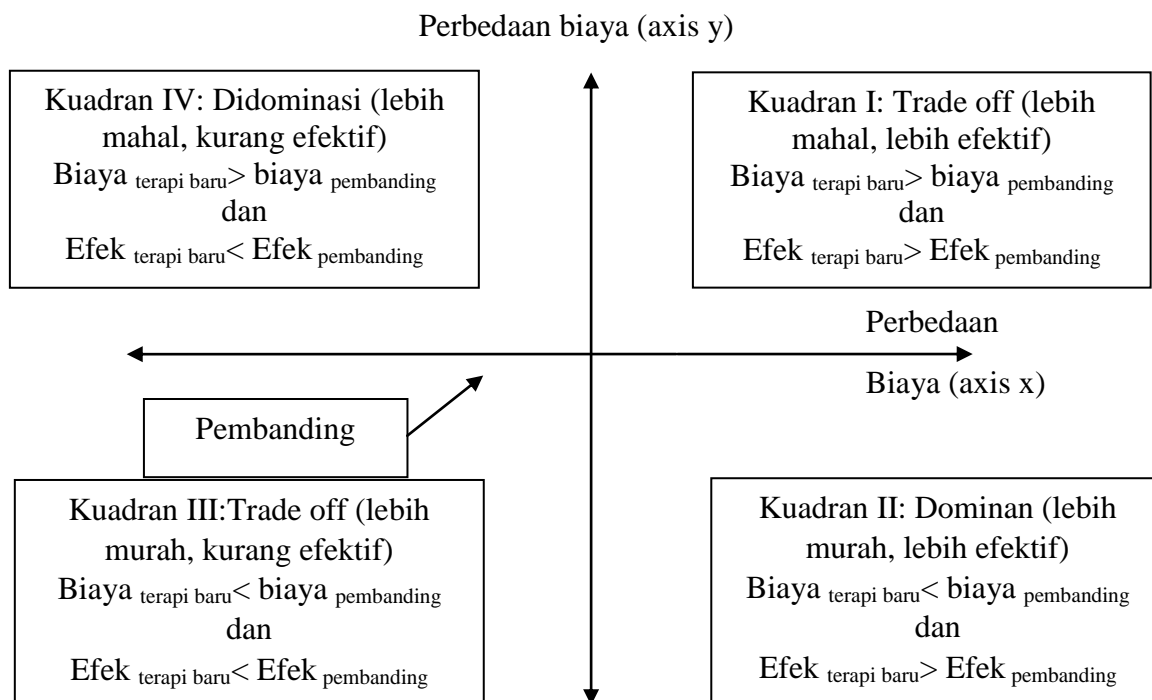 Perbedaan biaya (axis y)
Kuadran IV: Didominasi (lebih
mahal, kurang efektif)
Biaya terapi baru> biaya pembanding
dan
Efek terapi baru< Efek pembanding
Kuadran I: Trade off (lebih
mahal, lebih efektif)
Biaya terapi baru> biaya pembanding
dan
Efek terapi baru> Efek pembanding
Perbedaan
Biaya (axis x)
Pembanding
Kuadran III:Trade off (lebih
murah, kurang efektif)
Biaya terapi baru< biaya pembanding
dan
Efek terapi baru< Efek pembanding
Kuadran II: Dominan (lebih
murah, lebih efektif)
Biaya terapi baru< biaya pembanding
dan
Efek terapi baru> Efek pembanding